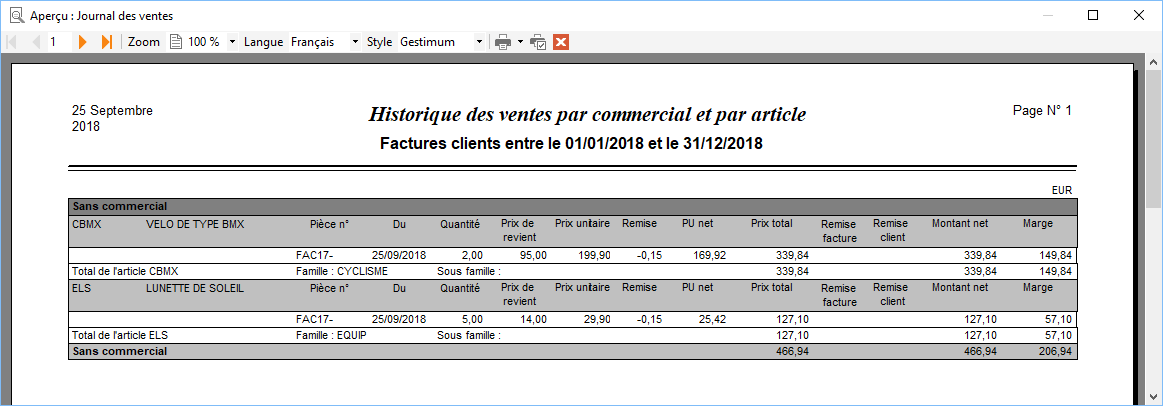 Aperçu : Journal des ventes
1 Zoom 100 % Langue Français Style Gestimum
25 Septembre
2018
Historique des ventes par commercial et par article
Page N° 1
Factures clients entre le 01/01/2018 et le 31/12/2018
EUR
Sans commercial
CBMX VELO DE TYPE BMX Pièce n° Du Quantité Prix de revient Prix unitaire Remise PU net Prix total Remise facture Remise client Montant net Marge
FAC17- 25/09/2018 2,00 95,00 199,90 -0,15 169,92 339,84 339,84 149,84
Total de l'article CBMX Famille : CYCLISME Sous famille : 339,84 339,84 149,84
ELS LUNETTE DE SOLEIL Pièce n° Du Quantité Prix de revient Prix unitaire Remise PU net Prix total Remise facture Remise client Montant net Marge
FAC17- 25/09/2018 5,00 14,00 29,90 -0,15 25,42 127,10 127,10 57,10
Total de l'article ELS Famille : EQUIP Sous famille : 127,10 127,10 57,10
Sans commercial 466,94 466,94 206,94